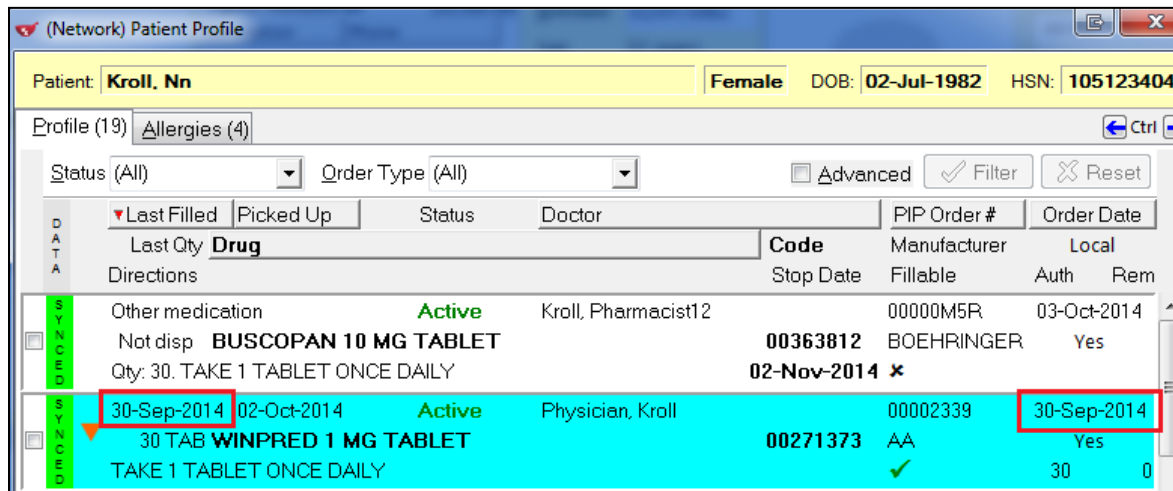 (Network) Patient Profile
Patient: Kroll, Nn Female DOB: 02-Jul-1982 HSN: 105123404
Profile (19) Allergies (4) Ctrl
Status (All) Order Type (All) Advanced Filter Reset
DATA
Last Filled Picked Up Status Doctor PIP Order # Order Date
Last Qty Drug Code Manufacturer Local
Directions Stop Date Fillable Auth Rem
SYNCED
Other medication Active Kroll, Pharmacist12 00000M5R 03-Oct-2014
Not disp BUSCOPAN 10 MG TABLET 00363812 BOEHRINGER Yes
Qty: 30. TAKE 1 TABLET ONCE DAILY 02-Nov-2014
SYNCED
30-Sep-2014 02-Oct-2014 Active Physician, Kroll 00002339 30-Sep-2014
30 TAB WINPRED 1 MG TABLET 00271373 AA Yes
TAKE 1 TABLET ONCE DAILY 30 0